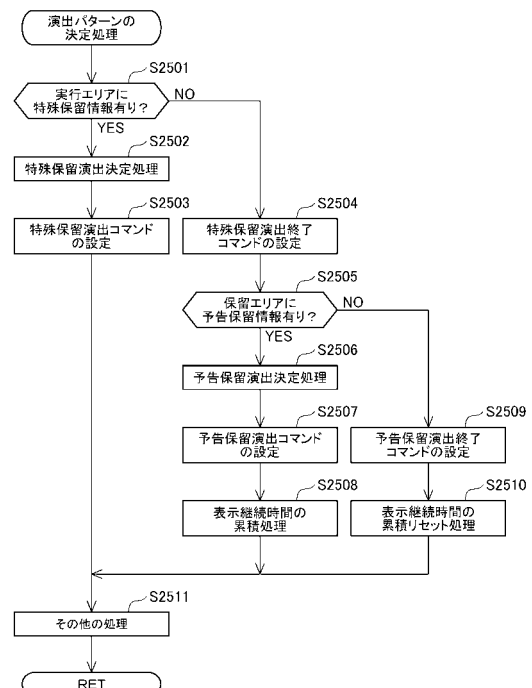 演出パターンの
決定処理
S2501
実行エリアに
特殊保留情報有り?
NO
YES
S2502
特殊保留演出決定処理
S2503
特殊保留演出コマンド
の設定
S2504
特殊保留演出終了
コマンドの設定
S2505
保留エリアに
予告保留情報有り?
NO
YES
S2506
予告保留演出決定処理
S2507
予告保留演出コマンド
の設定
S2509
予告保留演出終了
コマンドの設定
S2508
表示継続時間の
累積処理
S2510
表示継続時間の
累積リセット処理
S2511
その他の処理
RET